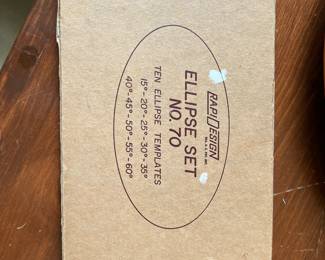 RAPIDESIGN
ELLIPSE SET
NO. 70
TEN ELLIPSE TEMPLATES
15°-20°-25°-30°-35°
40°-45°-50°-55°-60°